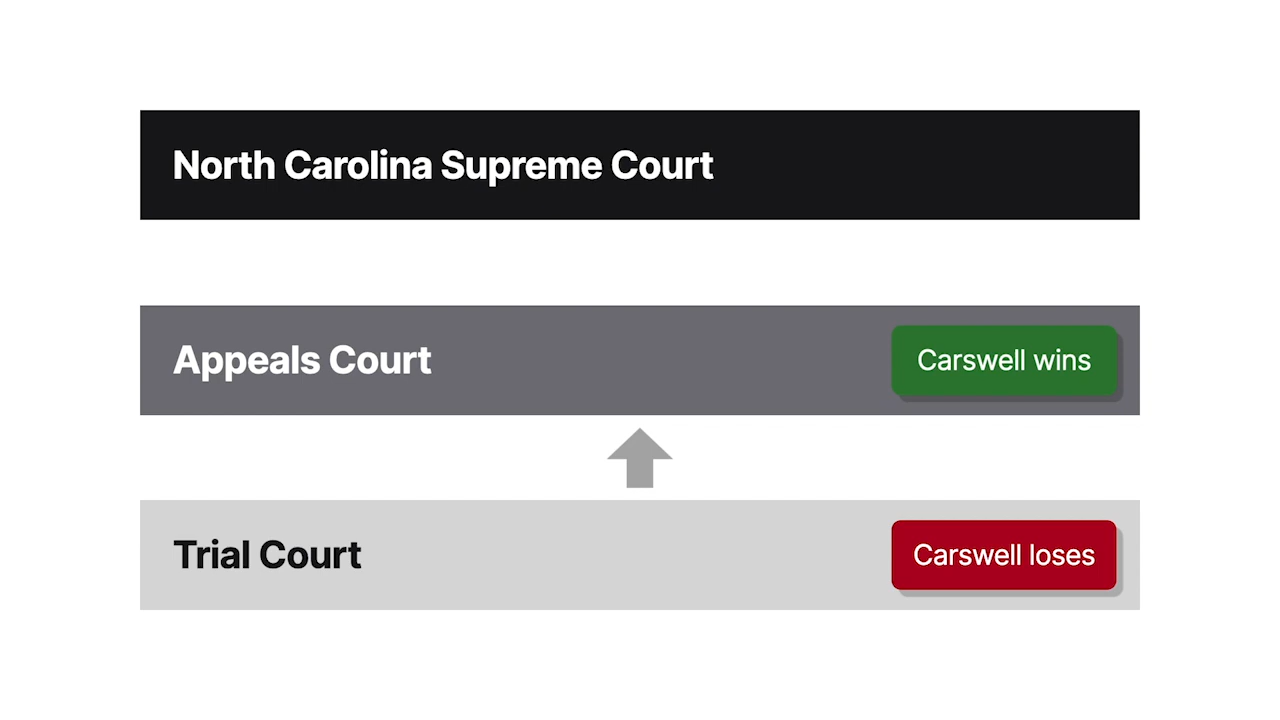 North Carolina Supreme Court
Appeals Court
Carswell wins
Trial Court
Carswell loses